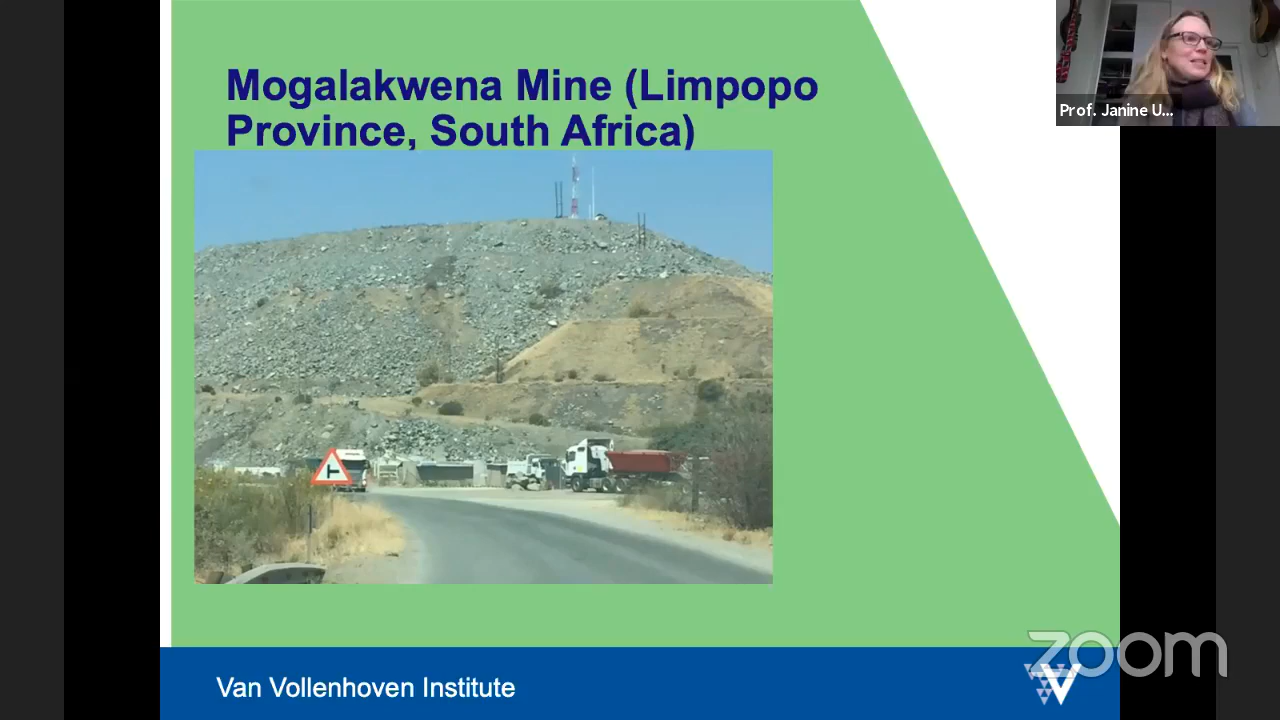 Mogalakwena Mine (Limpopo
Province, South Africa)
Prof. Janine U...
Van Vollenhoven Institute
zoom